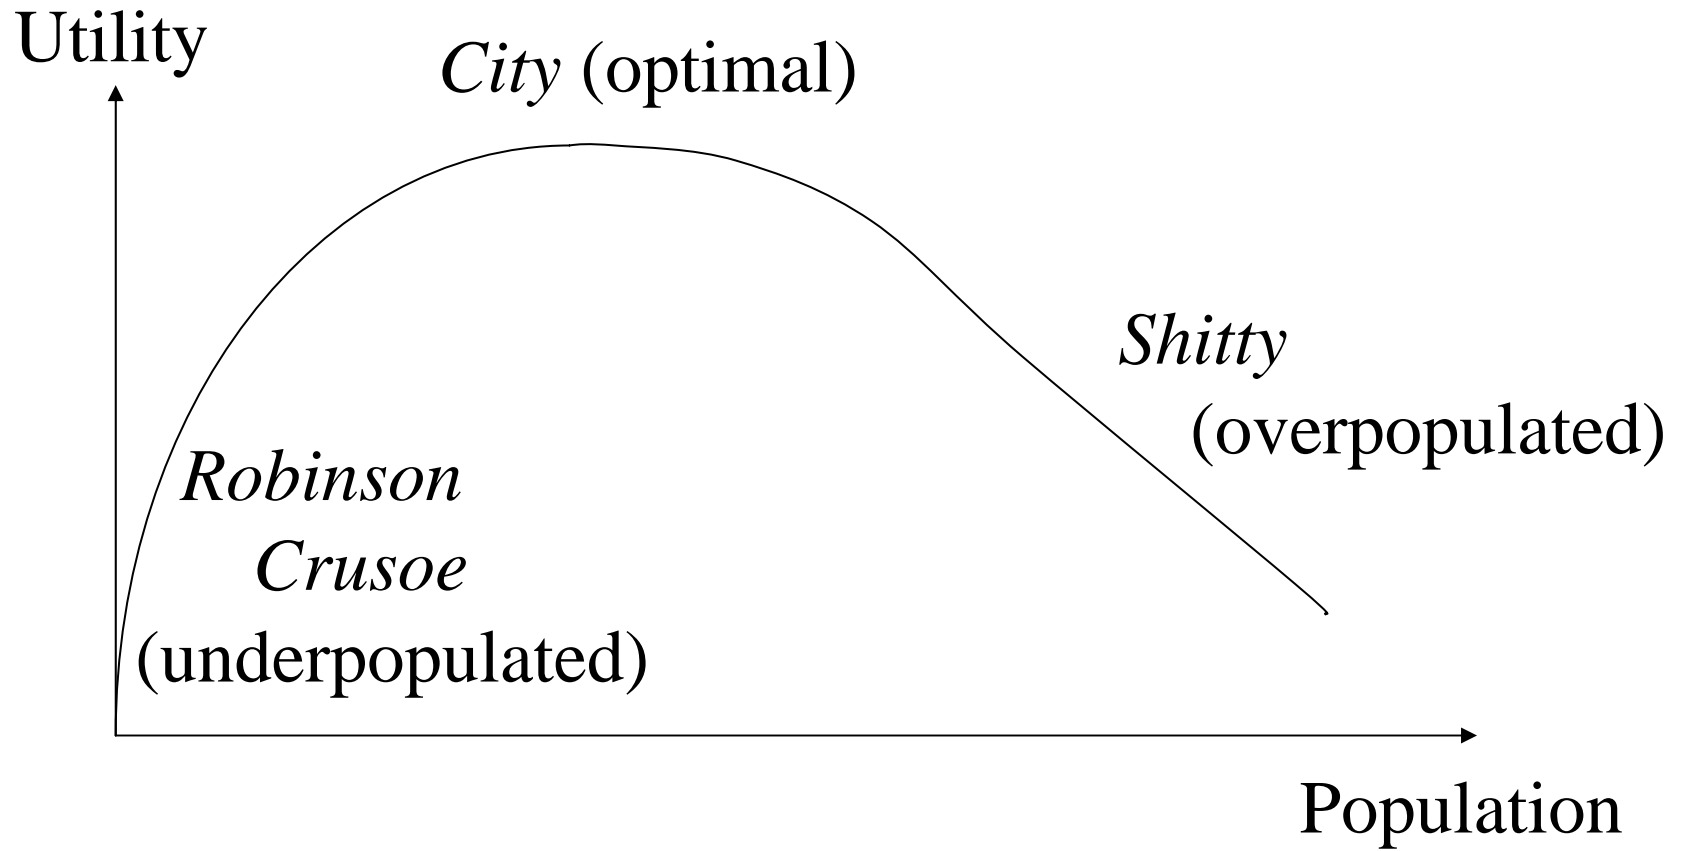 Utility
City (optimal)
Shitty
(overpopulated)
Robinson
Crusoe
(underpopulated)
Population